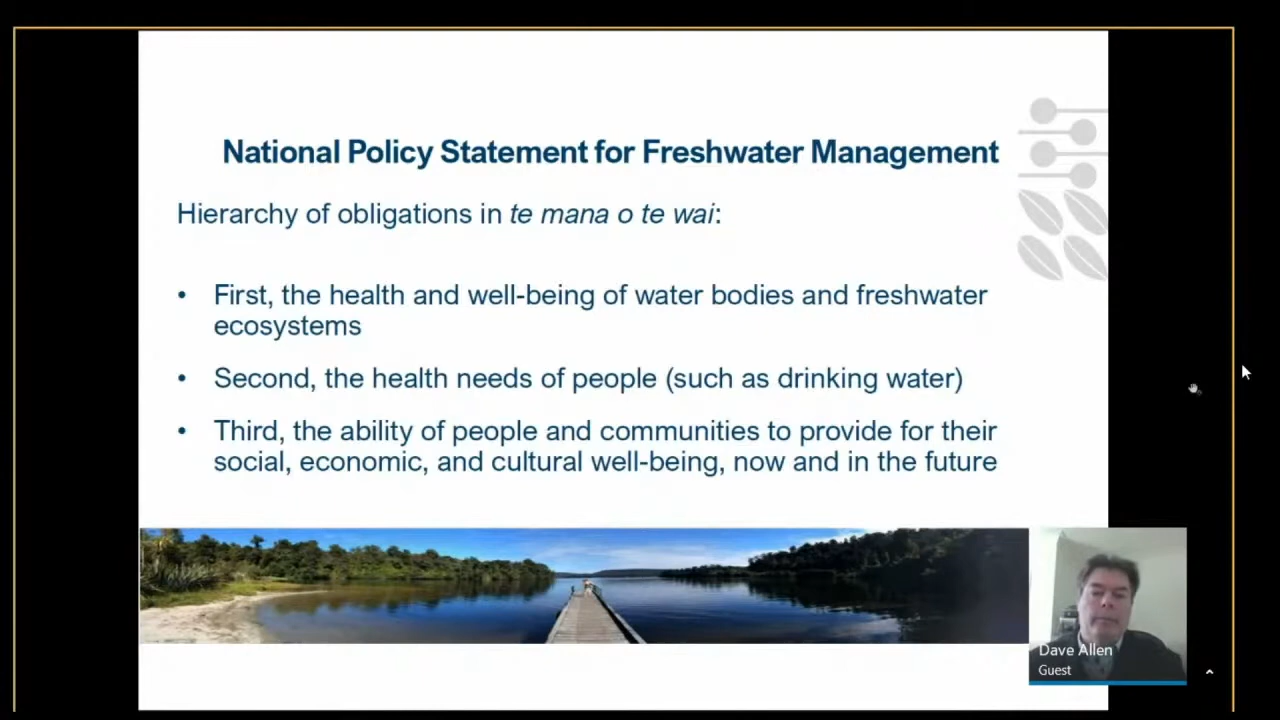 National Policy Statement for Freshwater Management
Hierarchy of obligations in te mana o te wai:
• First, the health and well-being of water bodies and freshwater
ecosystems
• Second, the health needs of people (such as drinking water)
• Third, the ability of people and communities to provide for their
social, economic, and cultural well-being, now and in the future
Dave Allen
Guest